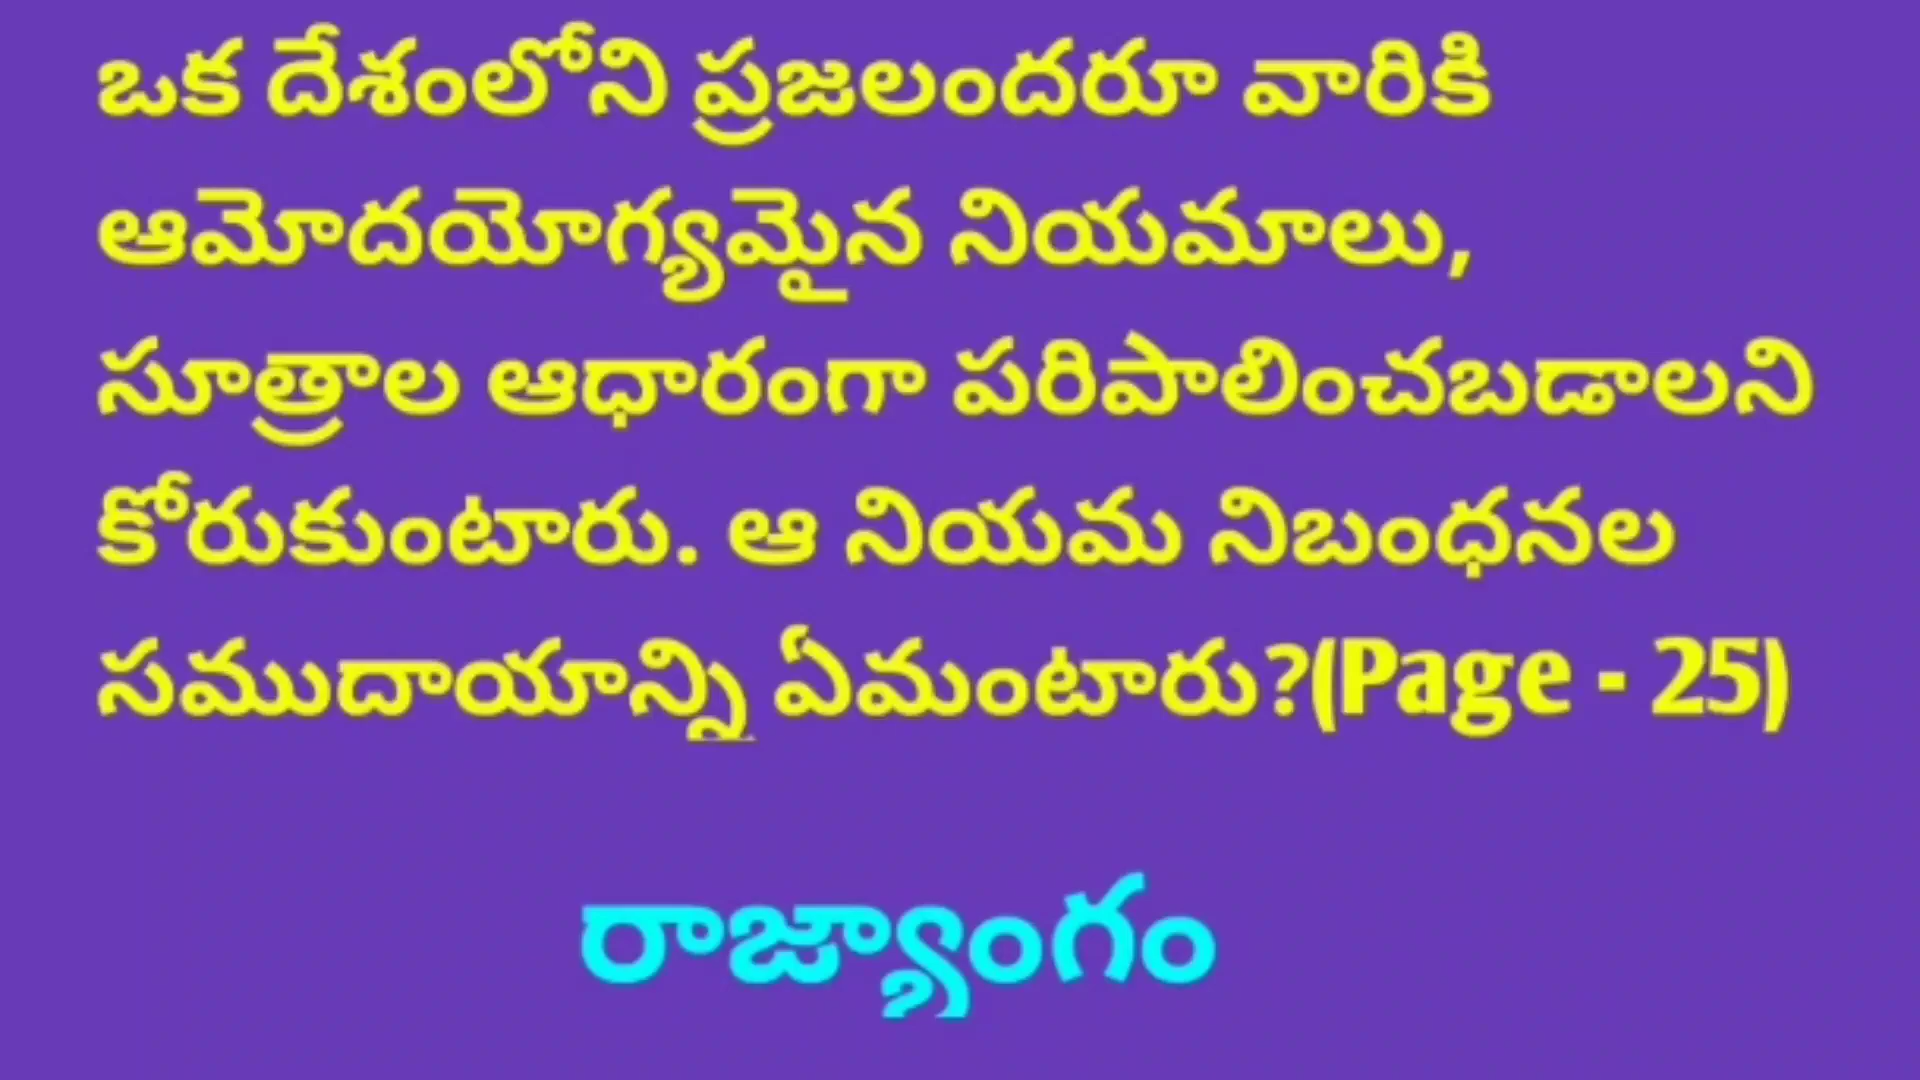 ఒక దేశంలోని ప్రజలందరూ వారికి
ఆమోదయోగ్యమైన నియమాలు,
సూత్రాల ఆధారంగా పరిపాలించబడాలని
కోరుకుంటారు. ఆ నియమ నిబంధనల
సముదాయాన్ని ఏమంటారు?(Page - 25)
రాజ్యాంగం